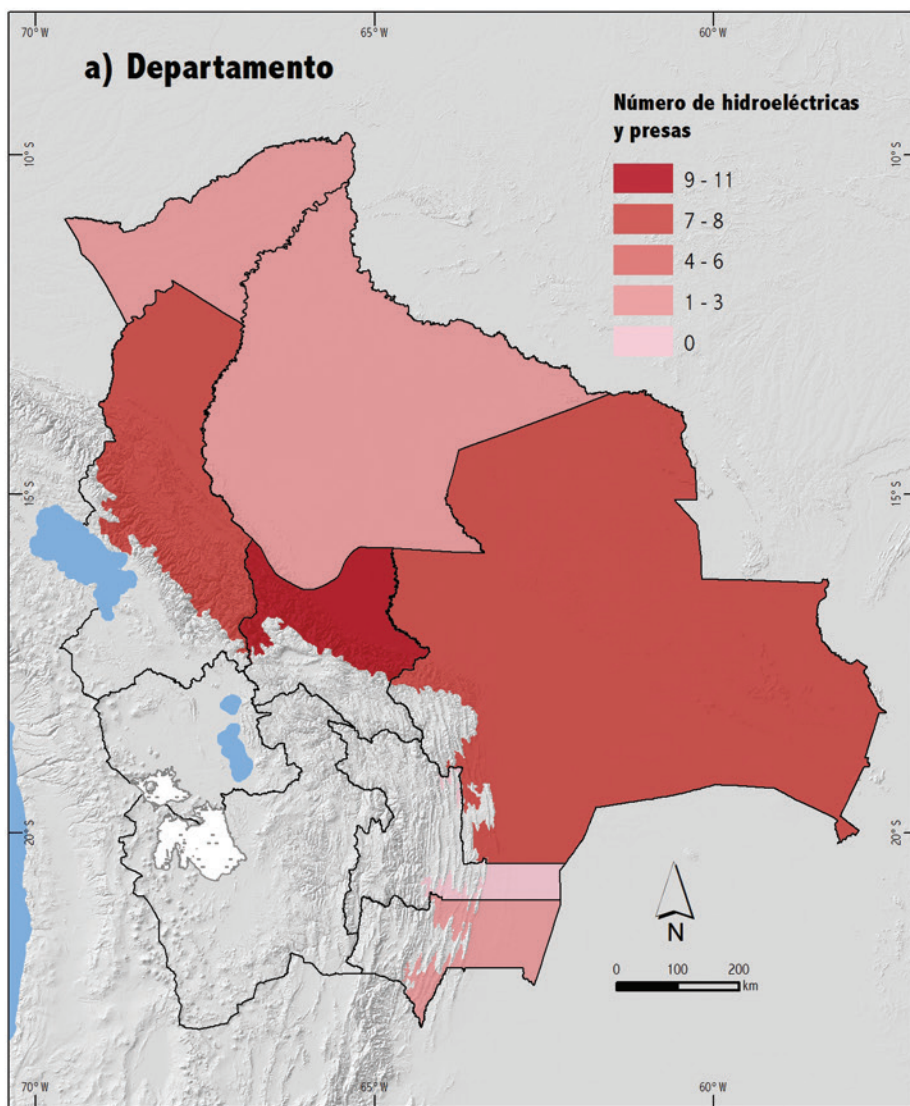 70° W
65° W
60° W
a) Departamento
Número de hidroeléctricas
y presas
9 - 11
7 - 8
4 - 6
1 - 3
0
10° S
10° S
15° S
15° S
20° S
20° S
N
0 100 200
km
70° W
65° W
60° W